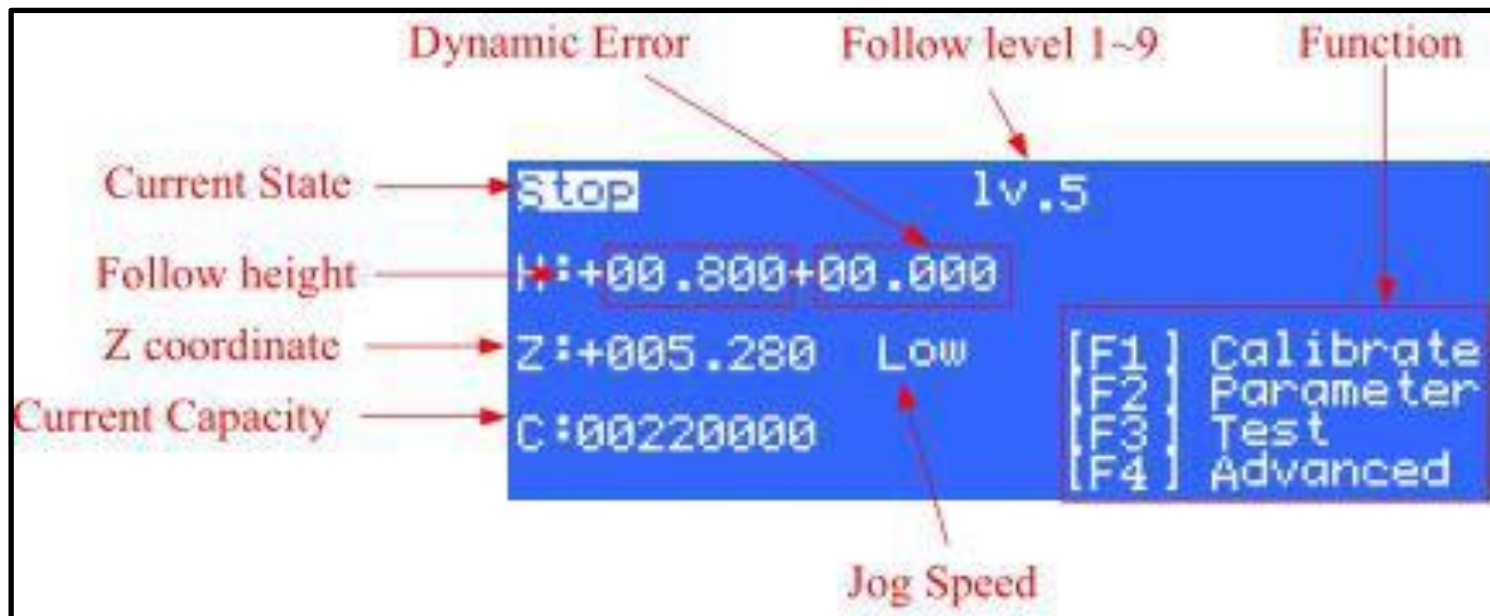 Dynamic Error Follow level 1~9 Function
Current State Stop lv.5
Follow height H:+00.800+00.000
Z coordinate Z:+005.280 Low [F1] Calibrate
[F2] Parameter
Current Capacity C:00220000 [F3] Test
[F4] Advanced
Jog Speed